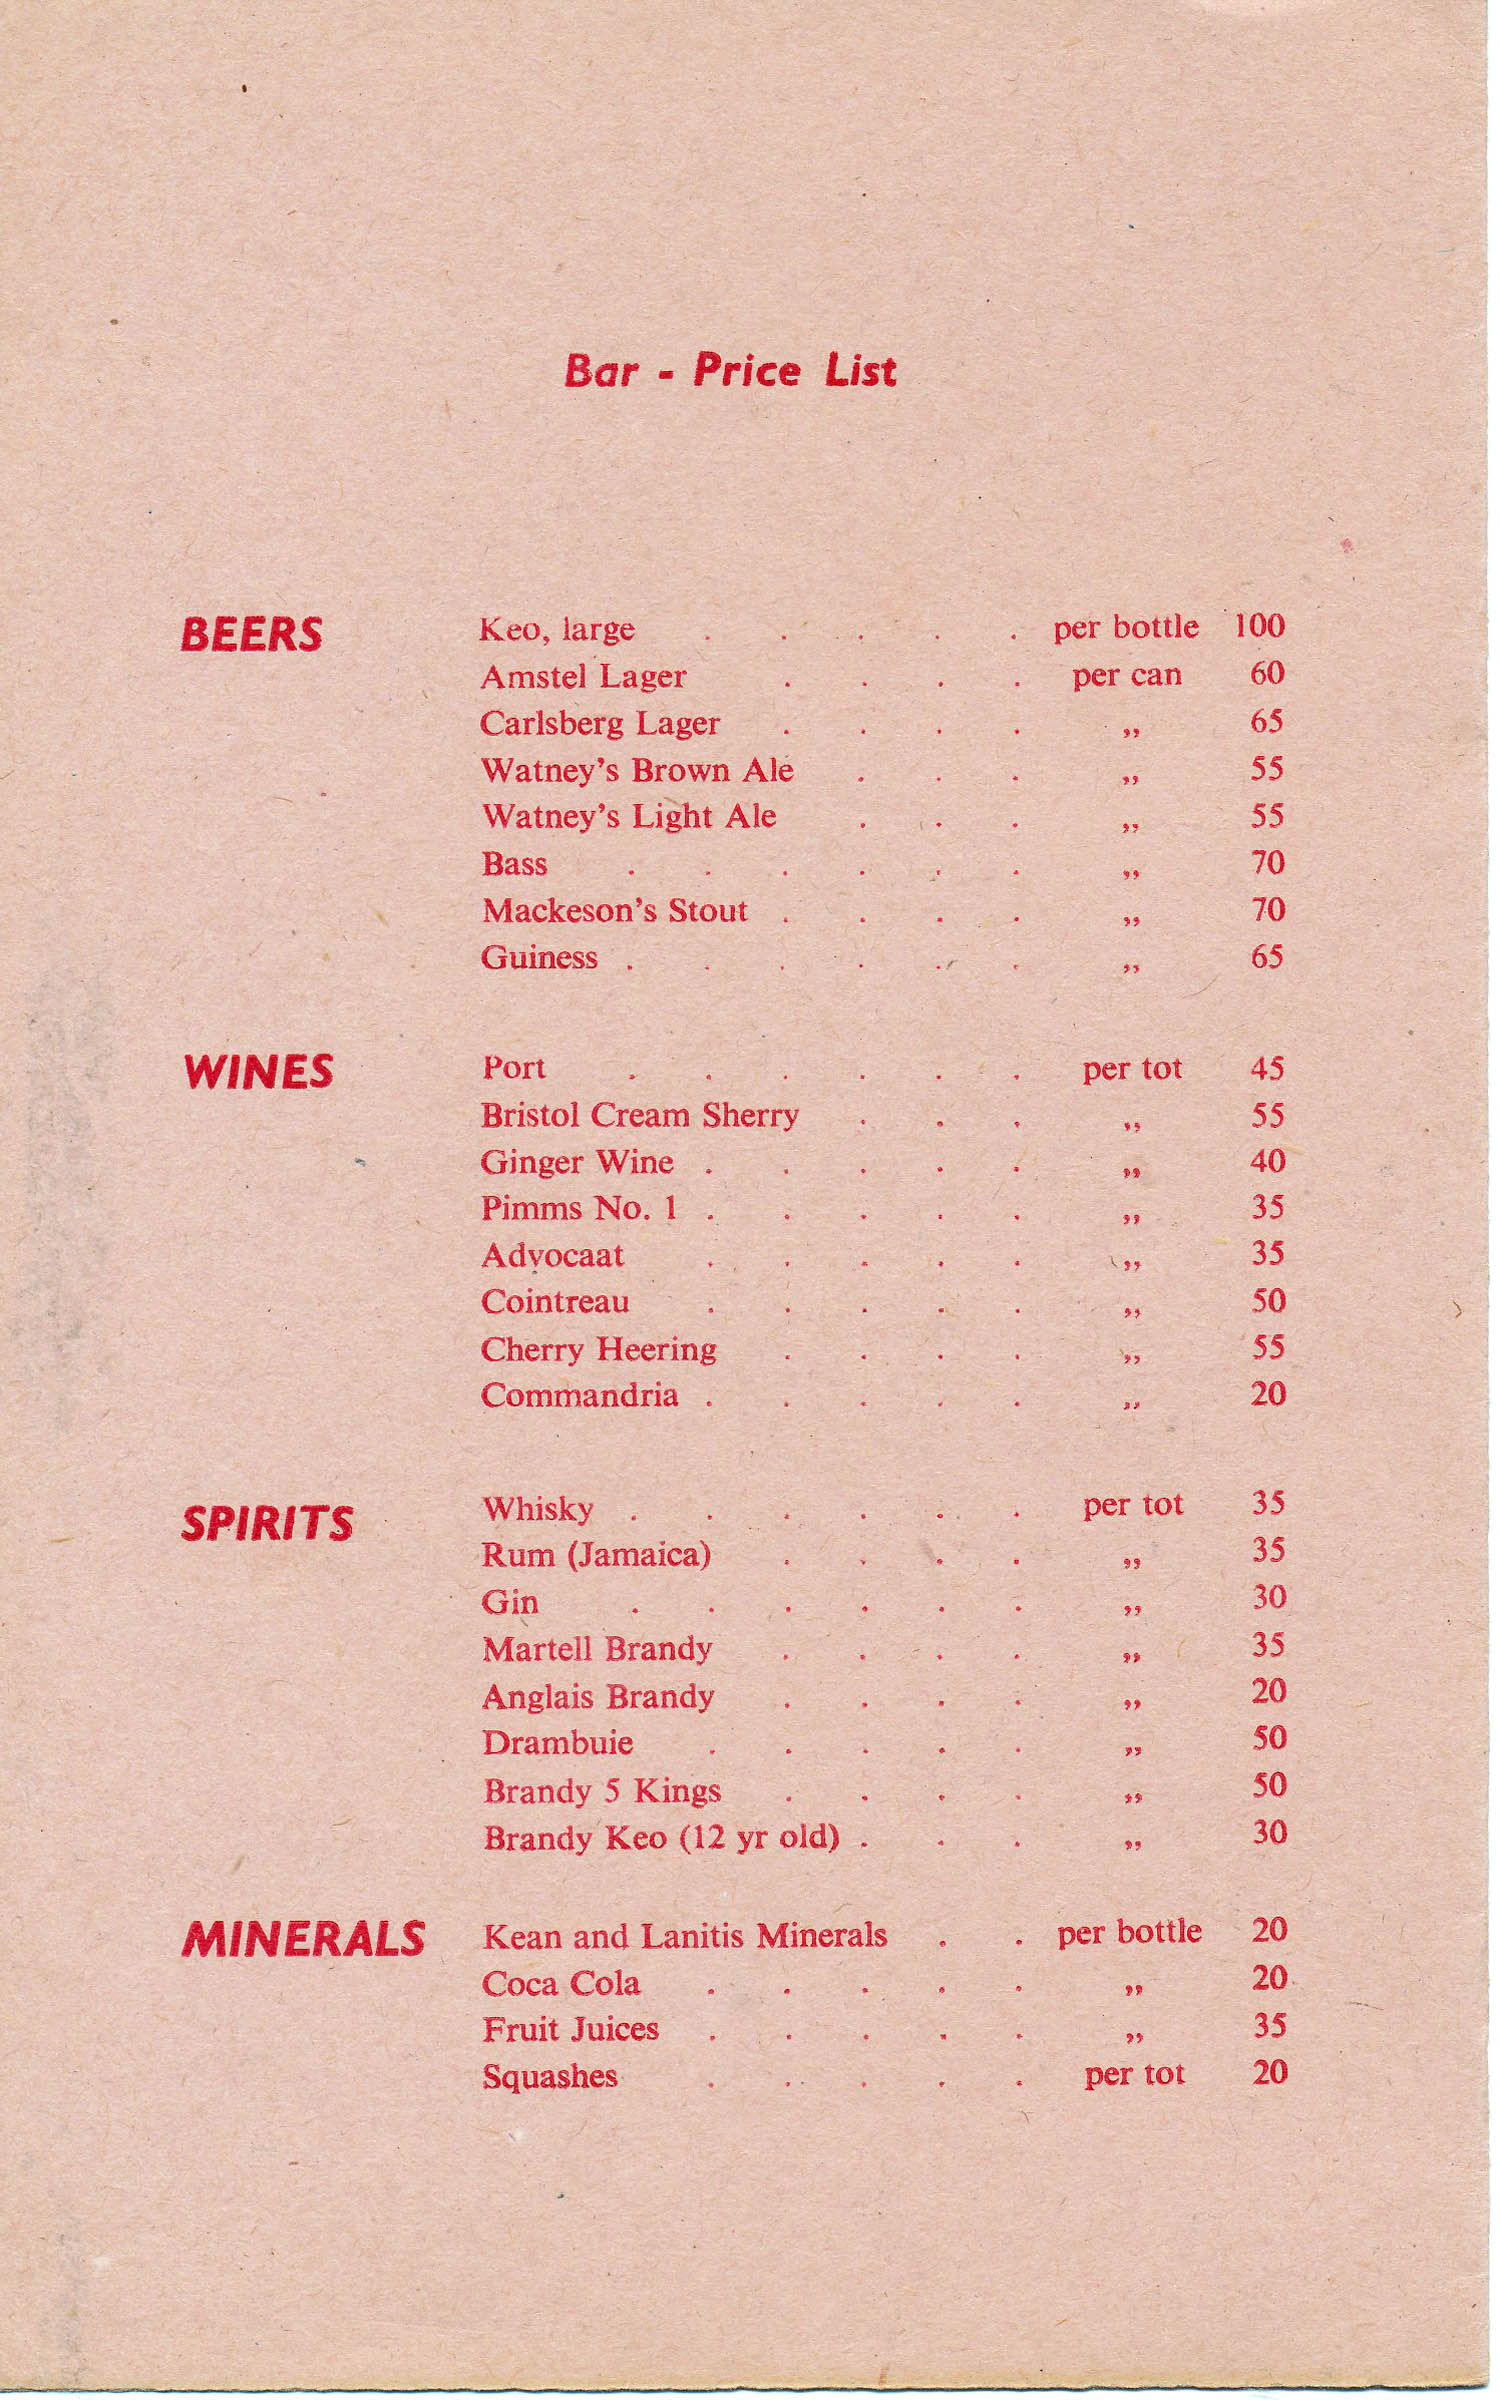 Bar - Price List
BEERS Keo, large . . . . . per bottle 100
Amstel Lager . . . . per can 60
Carlsberg Lager . . . . „ 65
Watney's Brown Ale . . . „ 55
Watney's Light Ale . . . „ 55
Bass . . . . . . „ 70
Mackeson's Stout . . . . „ 70
Guiness . . . . . . „ 65
WINES Port . . . . . . per tot 45
Bristol Cream Sherry . . . „ 55
Ginger Wine . . . . . „ 40
Pimms No. 1 . . . . . „ 35
Advocaat . . . . . „ 35
Cointreau . . . . . „ 50
Cherry Heering . . . . „ 55
Commandria . . . . . „ 20
SPIRITS Whisky . . . . . . per tot 35
Rum (Jamaica) . . . . „ 35
Gin . . . . . . „ 30
Martell Brandy . . . . „ 35
Anglais Brandy . . . . „ 20
Drambuie . . . . . „ 50
Brandy 5 Kings . . . . „ 50
Brandy Keo (12 yr old) . . . „ 30
MINERALS Kean and Lanitis Minerals . . per bottle 20
Coca Cola . . . . . „ 20
Fruit Juices . . . . . „ 35
Squashes . . . . . per tot 20